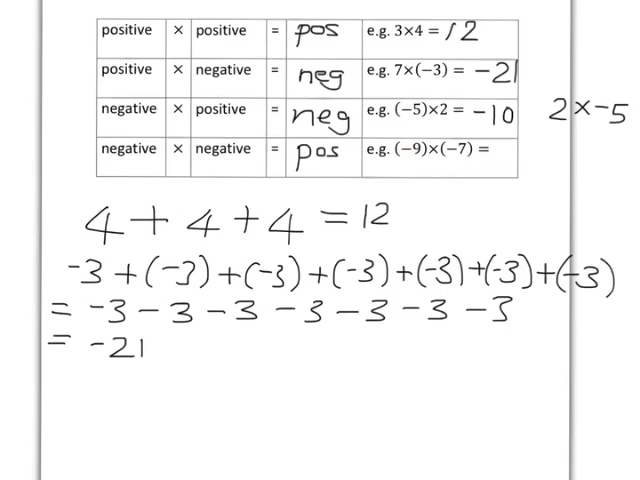 positive × positive = pos e.g. 3×4 = 12
positive × negative = neg e.g. 7×(−3) = −21
negative × positive = neg e.g. (−5)×2 = −10 2×−5
negative × negative = pos e.g. (−9)×(−7) =
4 + 4 + 4 = 12
−3 + (−3) + (−3) + (−3) + (−3) + (−3) + (−3)
= −3 − 3 − 3 − 3 − 3 − 3 − 3
= −21